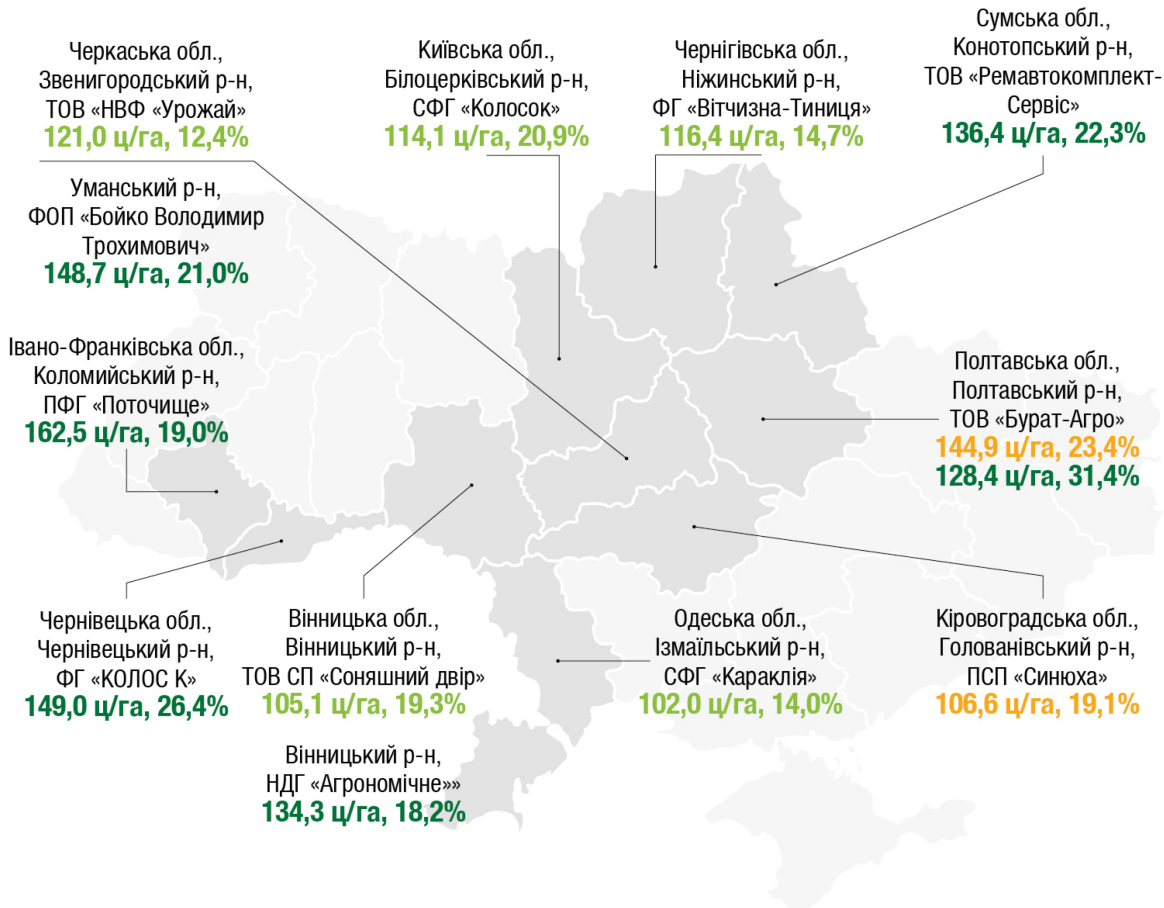 Черкаська обл.,
Звенигородський р-н,
ТОВ «НВФ «Урожай»
121,0 ц/га, 12,4%
Уманський р-н,
ФОП «Бойко Володимир
Трохимович»
148,7 ц/га, 21,0%
Київська обл.,
Білоцерківський р-н,
СФГ «Колосок»
114,1 ц/га, 20,9%
Чернігівська обл.,
Ніжинський р-н,
ФГ «Вітчизна-Тиниця»
116,4 ц/га, 14,7%
Сумська обл.,
Конотопський р-н,
ТОВ «Ремавтокомплект-
Сервіс»
136,4 ц/га, 22,3%
Івано-Франківська обл.,
Коломийський р-н,
ПФГ «Поточище»
162,5 ц/га, 19,0%
Полтавська обл.,
Полтавський р-н,
ТОВ «Бурат-Агро»
144,9 ц/га, 23,4%
128,4 ц/га, 31,4%
Чернівецька обл.,
Чернівецький р-н,
ФГ «КОЛОС К»
149,0 ц/га, 26,4%
Вінницька обл.,
Вінницький р-н,
ТОВ СП «Соняшний двір»
105,1 ц/га, 19,3%
Вінницький р-н,
НДГ «Агрономічне»»
134,3 ц/га, 18,2%
Одеська обл.,
Ізмаїльський р-н,
СФГ «Караклія»
102,0 ц/га, 14,0%
Кіровоградська обл.,
Голованівський р-н,
ПСП «Синюха»
106,6 ц/га, 19,1%